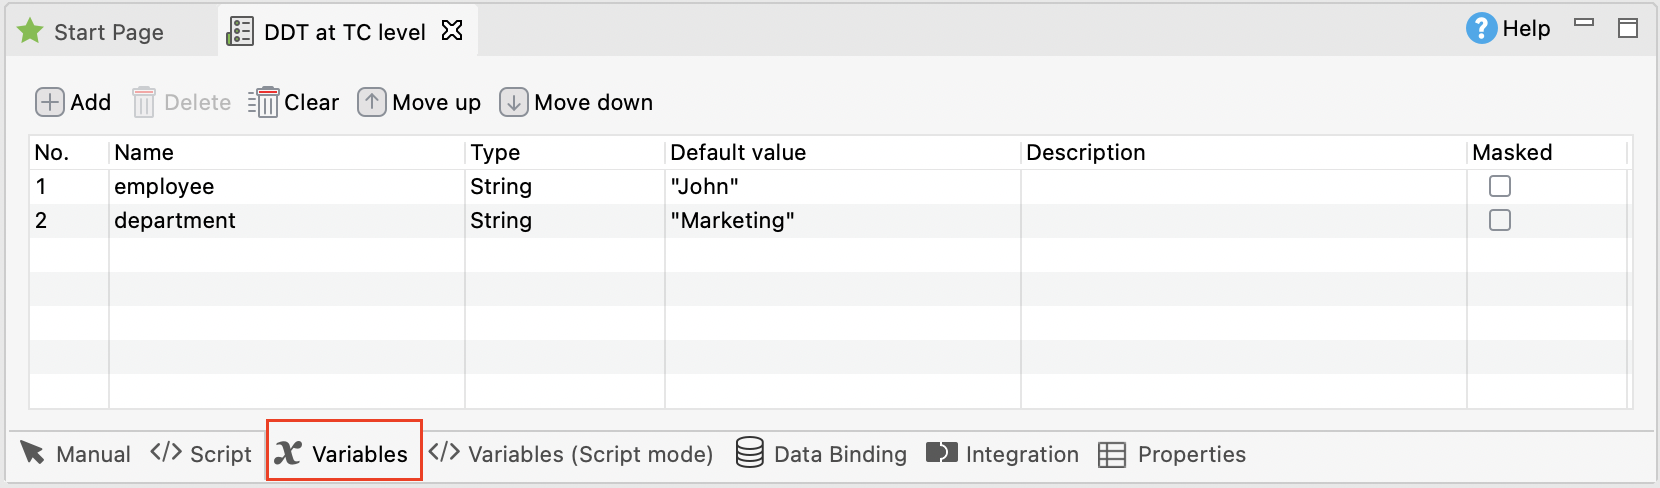 Start Page DDT at TC level Help
Add Delete Clear Move up Move down
No. Name Type Default value Description Masked
1 employee String "John"
2 department String "Marketing"
Manual </> Script x Variables </> Variables (Script mode) Data Binding Integration Properties